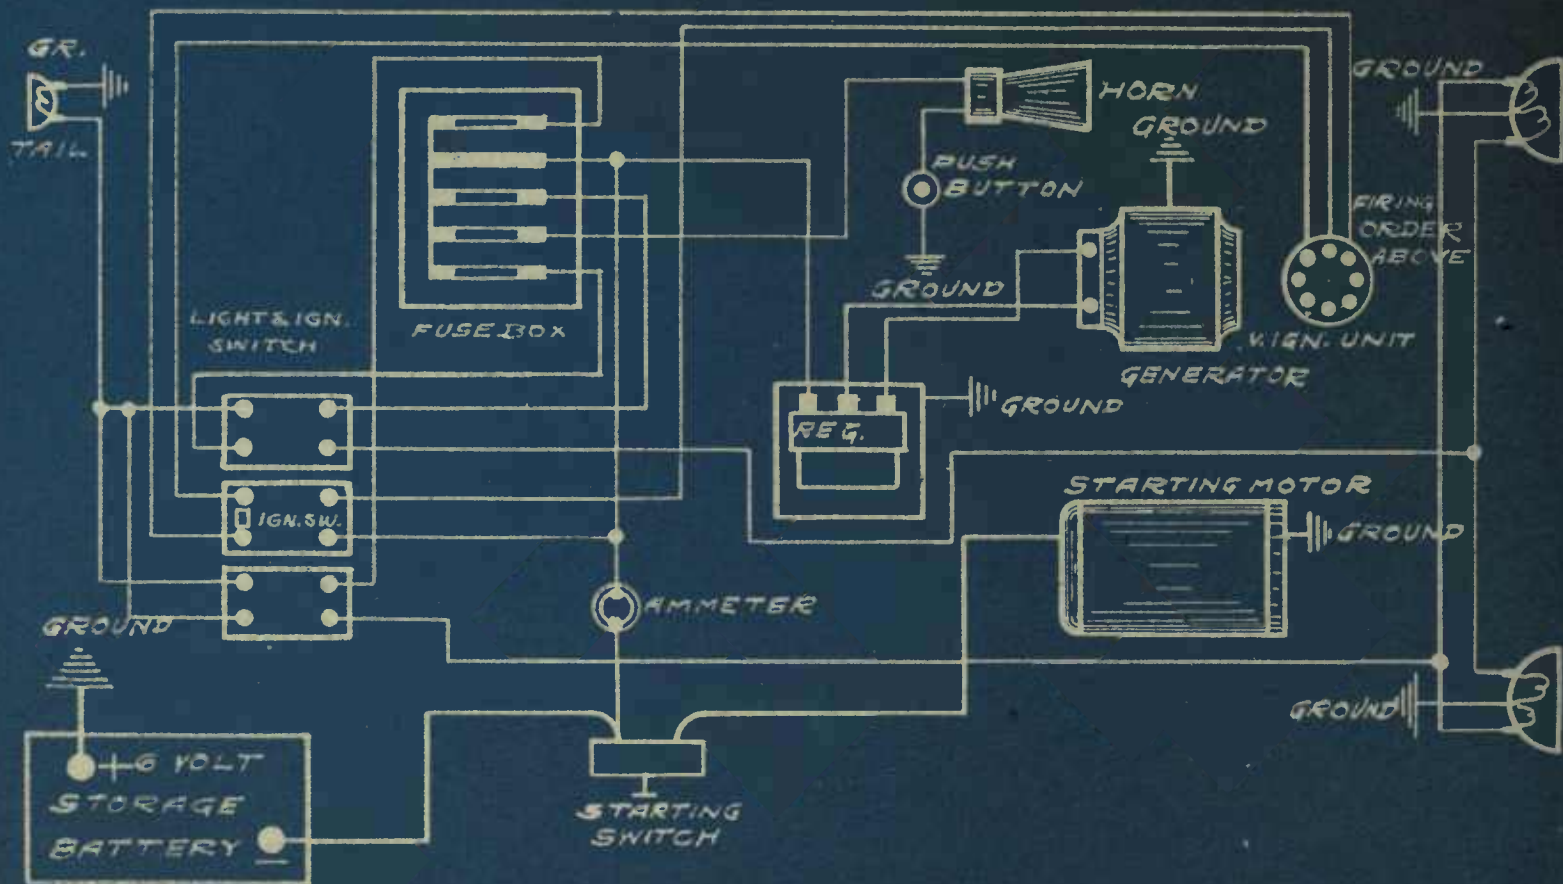 GR.
TAIL
FUSE BOX
LIGHT & IGN.
SWITCH
IGN. SW.
GROUND
+6 VOLT
STORAGE
BATTERY –
HORN
PUSH
BUTTON
GROUND
GROUND
GENERATOR
REG.
GROUND
AMMETER
STARTING
SWITCH
STARTING MOTOR
GROUND
GROUND
FIRING
ORDER
ABOVE
V. IGN. UNIT
GROUND